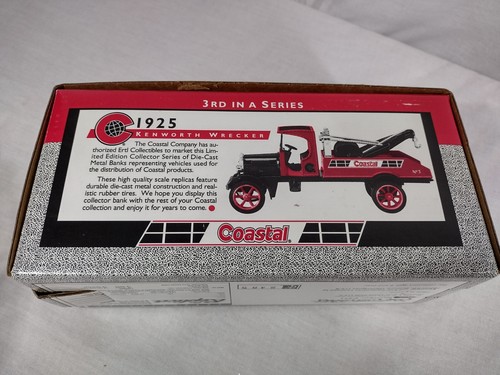 3RD IN A SERIES
1925
KENWORTH WRECKER
The Coastal Company has au-
thorized Ertl Collectibles to market this Lim-
ited Edition Collector Series of Die-Cast
Metal Banks representing vehicles used for
the distribution of Coastal products.
These high quality scale replicas feature
durable die-cast metal construction and real-
istic rubber tires. We hope you display this
collector bank with the rest of your Coastal
collection and enjoy it for years to come.
Coastal
Coastal